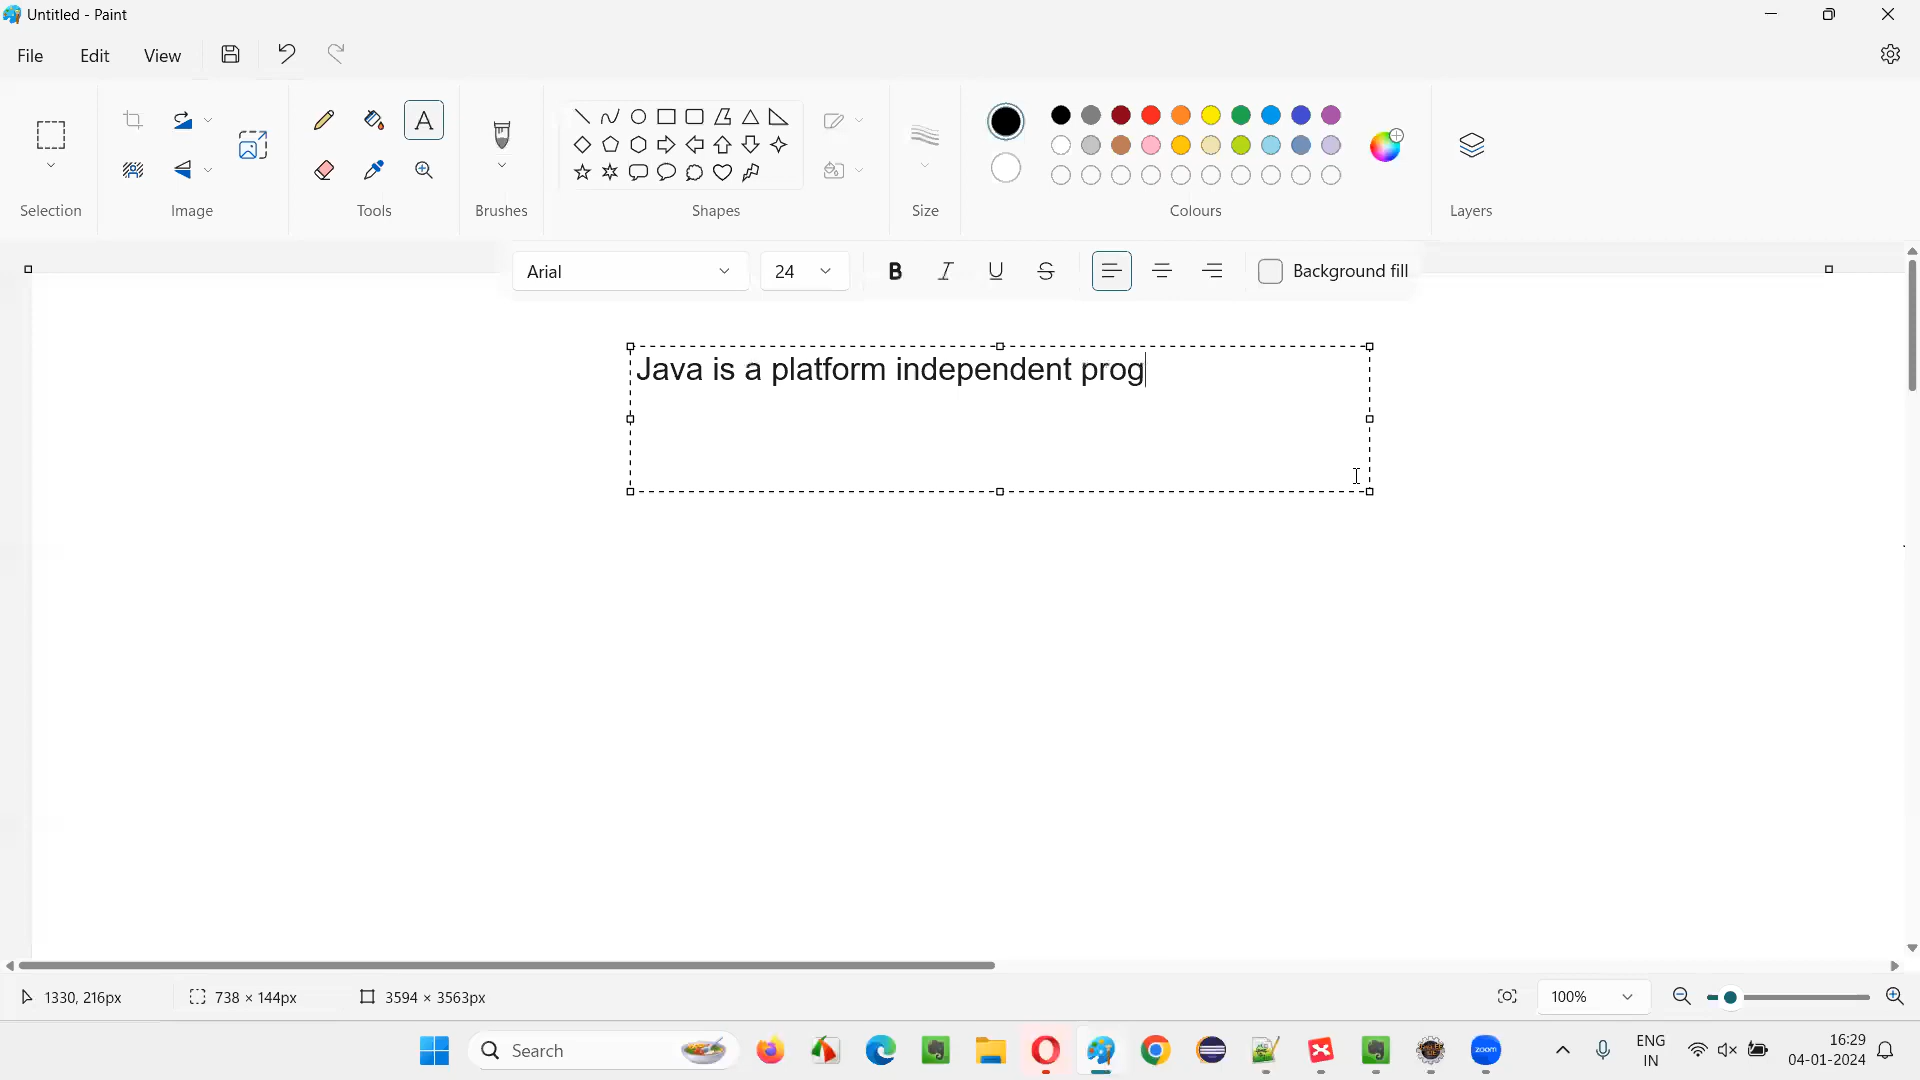 Untitled - Paint
File Edit View
Selection Image Tools Brushes Shapes Size Colours Layers
Arial 24 B I U S Background fill
Java is a platform independent prog
1330, 216px 738 × 144px 3594 × 3563px 100%
Search zoom ENG 16:29
IN 04-01-2024